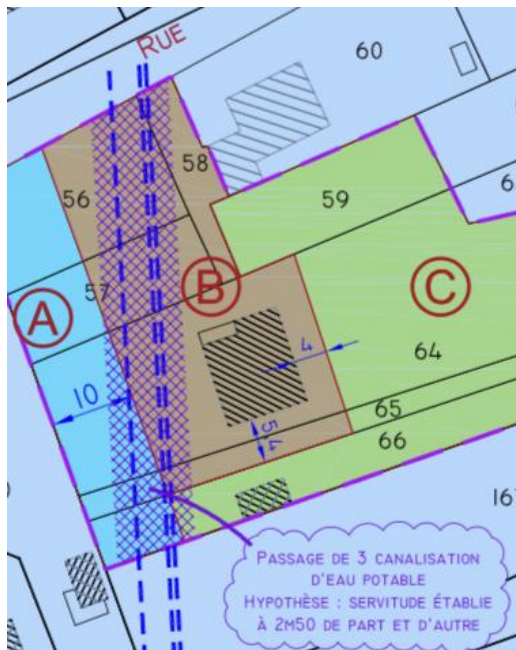 RUE
60
58
56
59
6
57
A
B
C
4
64
10
65
5,4
66
161
PASSAGE DE 3 CANALISATION
D'EAU POTABLE
HYPOTHÈSE : SERVITUDE ÉTABLIE
À 2M50 DE PART ET D'AUTRE